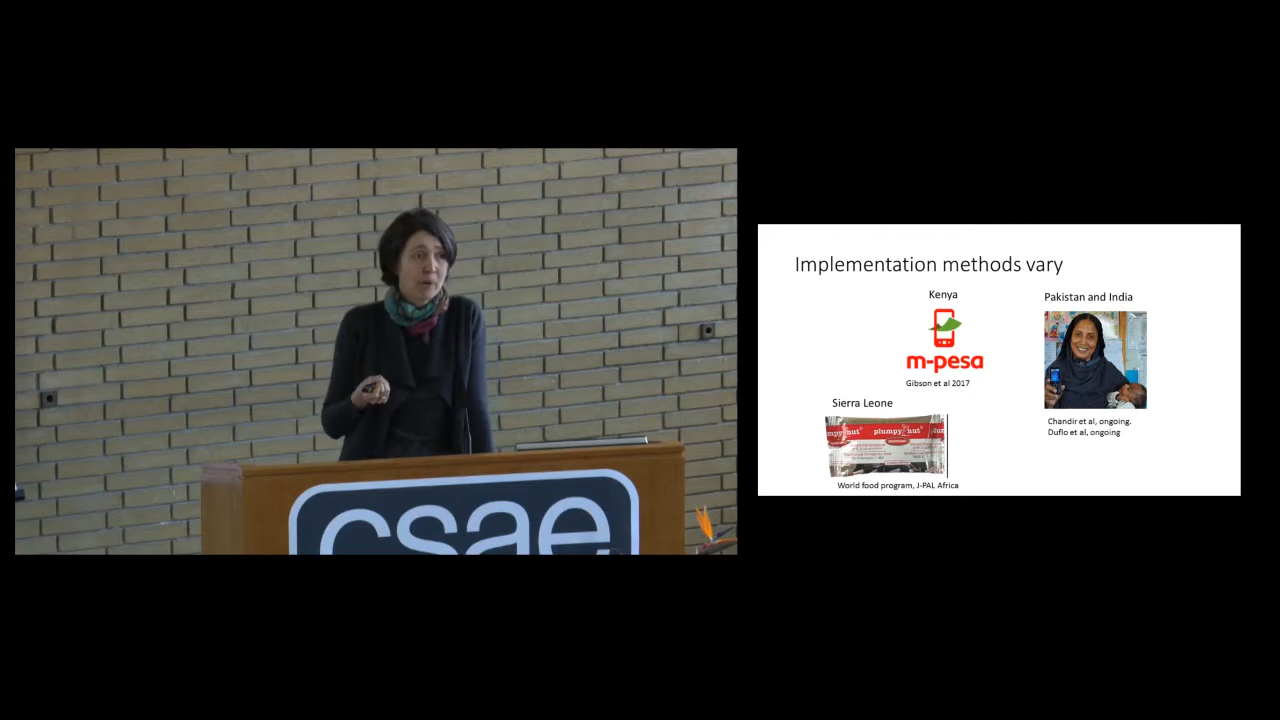 csae
Implementation methods vary
Kenya
m-pesa
Gibson et al 2017
Pakistan and India
Chandir et al, ongoing.
Duflo et al, ongoing
Sierra Leone
plumpy'nut
World food program, J-PAL Africa